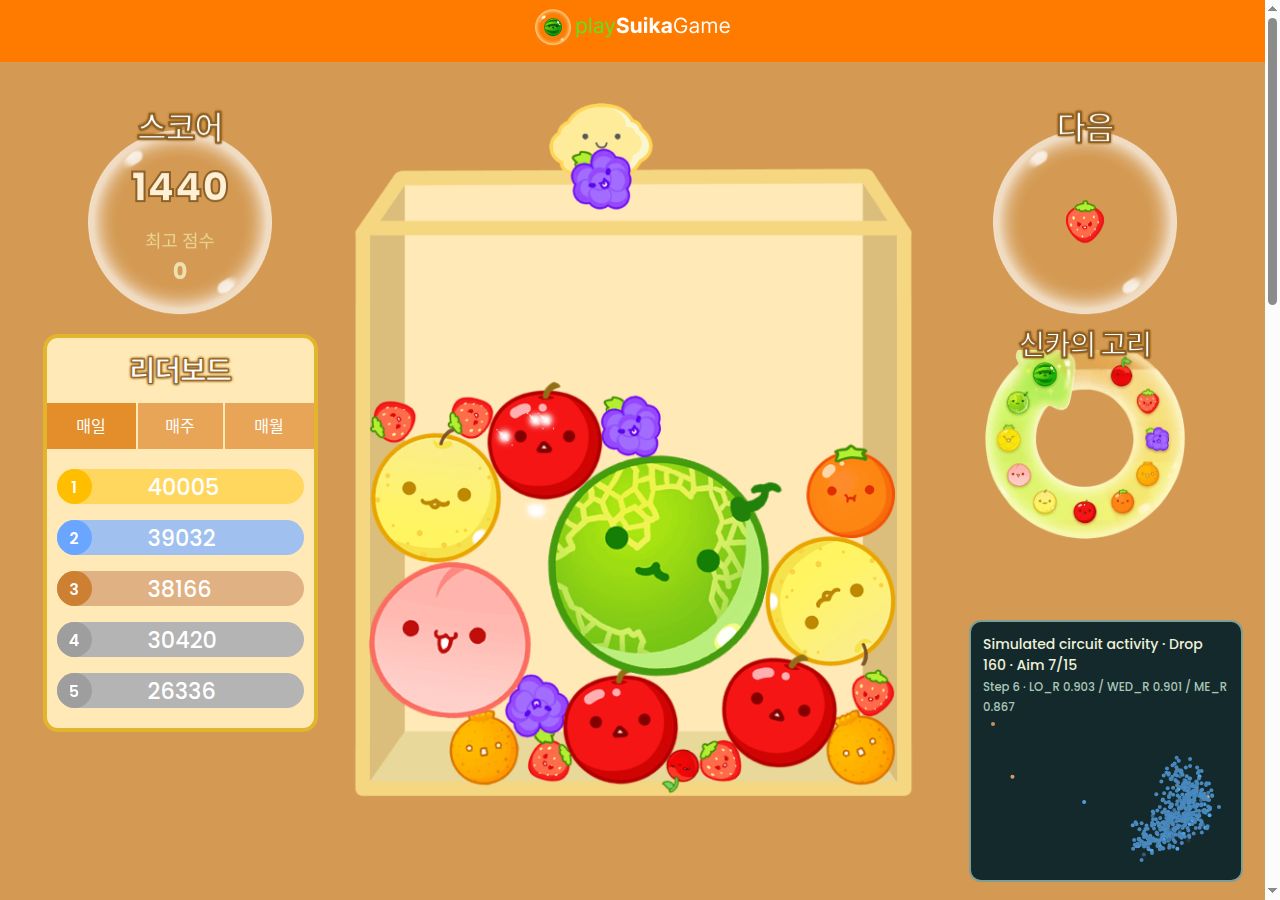 playSuikaGame
스코어
1440
최고 점수
0
리더보드
매일 매주 매월
1 40005
2 39032
3 38166
4 30420
5 26336
다음
신카의 고리
Simulated circuit activity · Drop
160 · Aim 7/15
Step 6 · LO_R 0.903 / WED_R 0.901 / ME_R
0.867